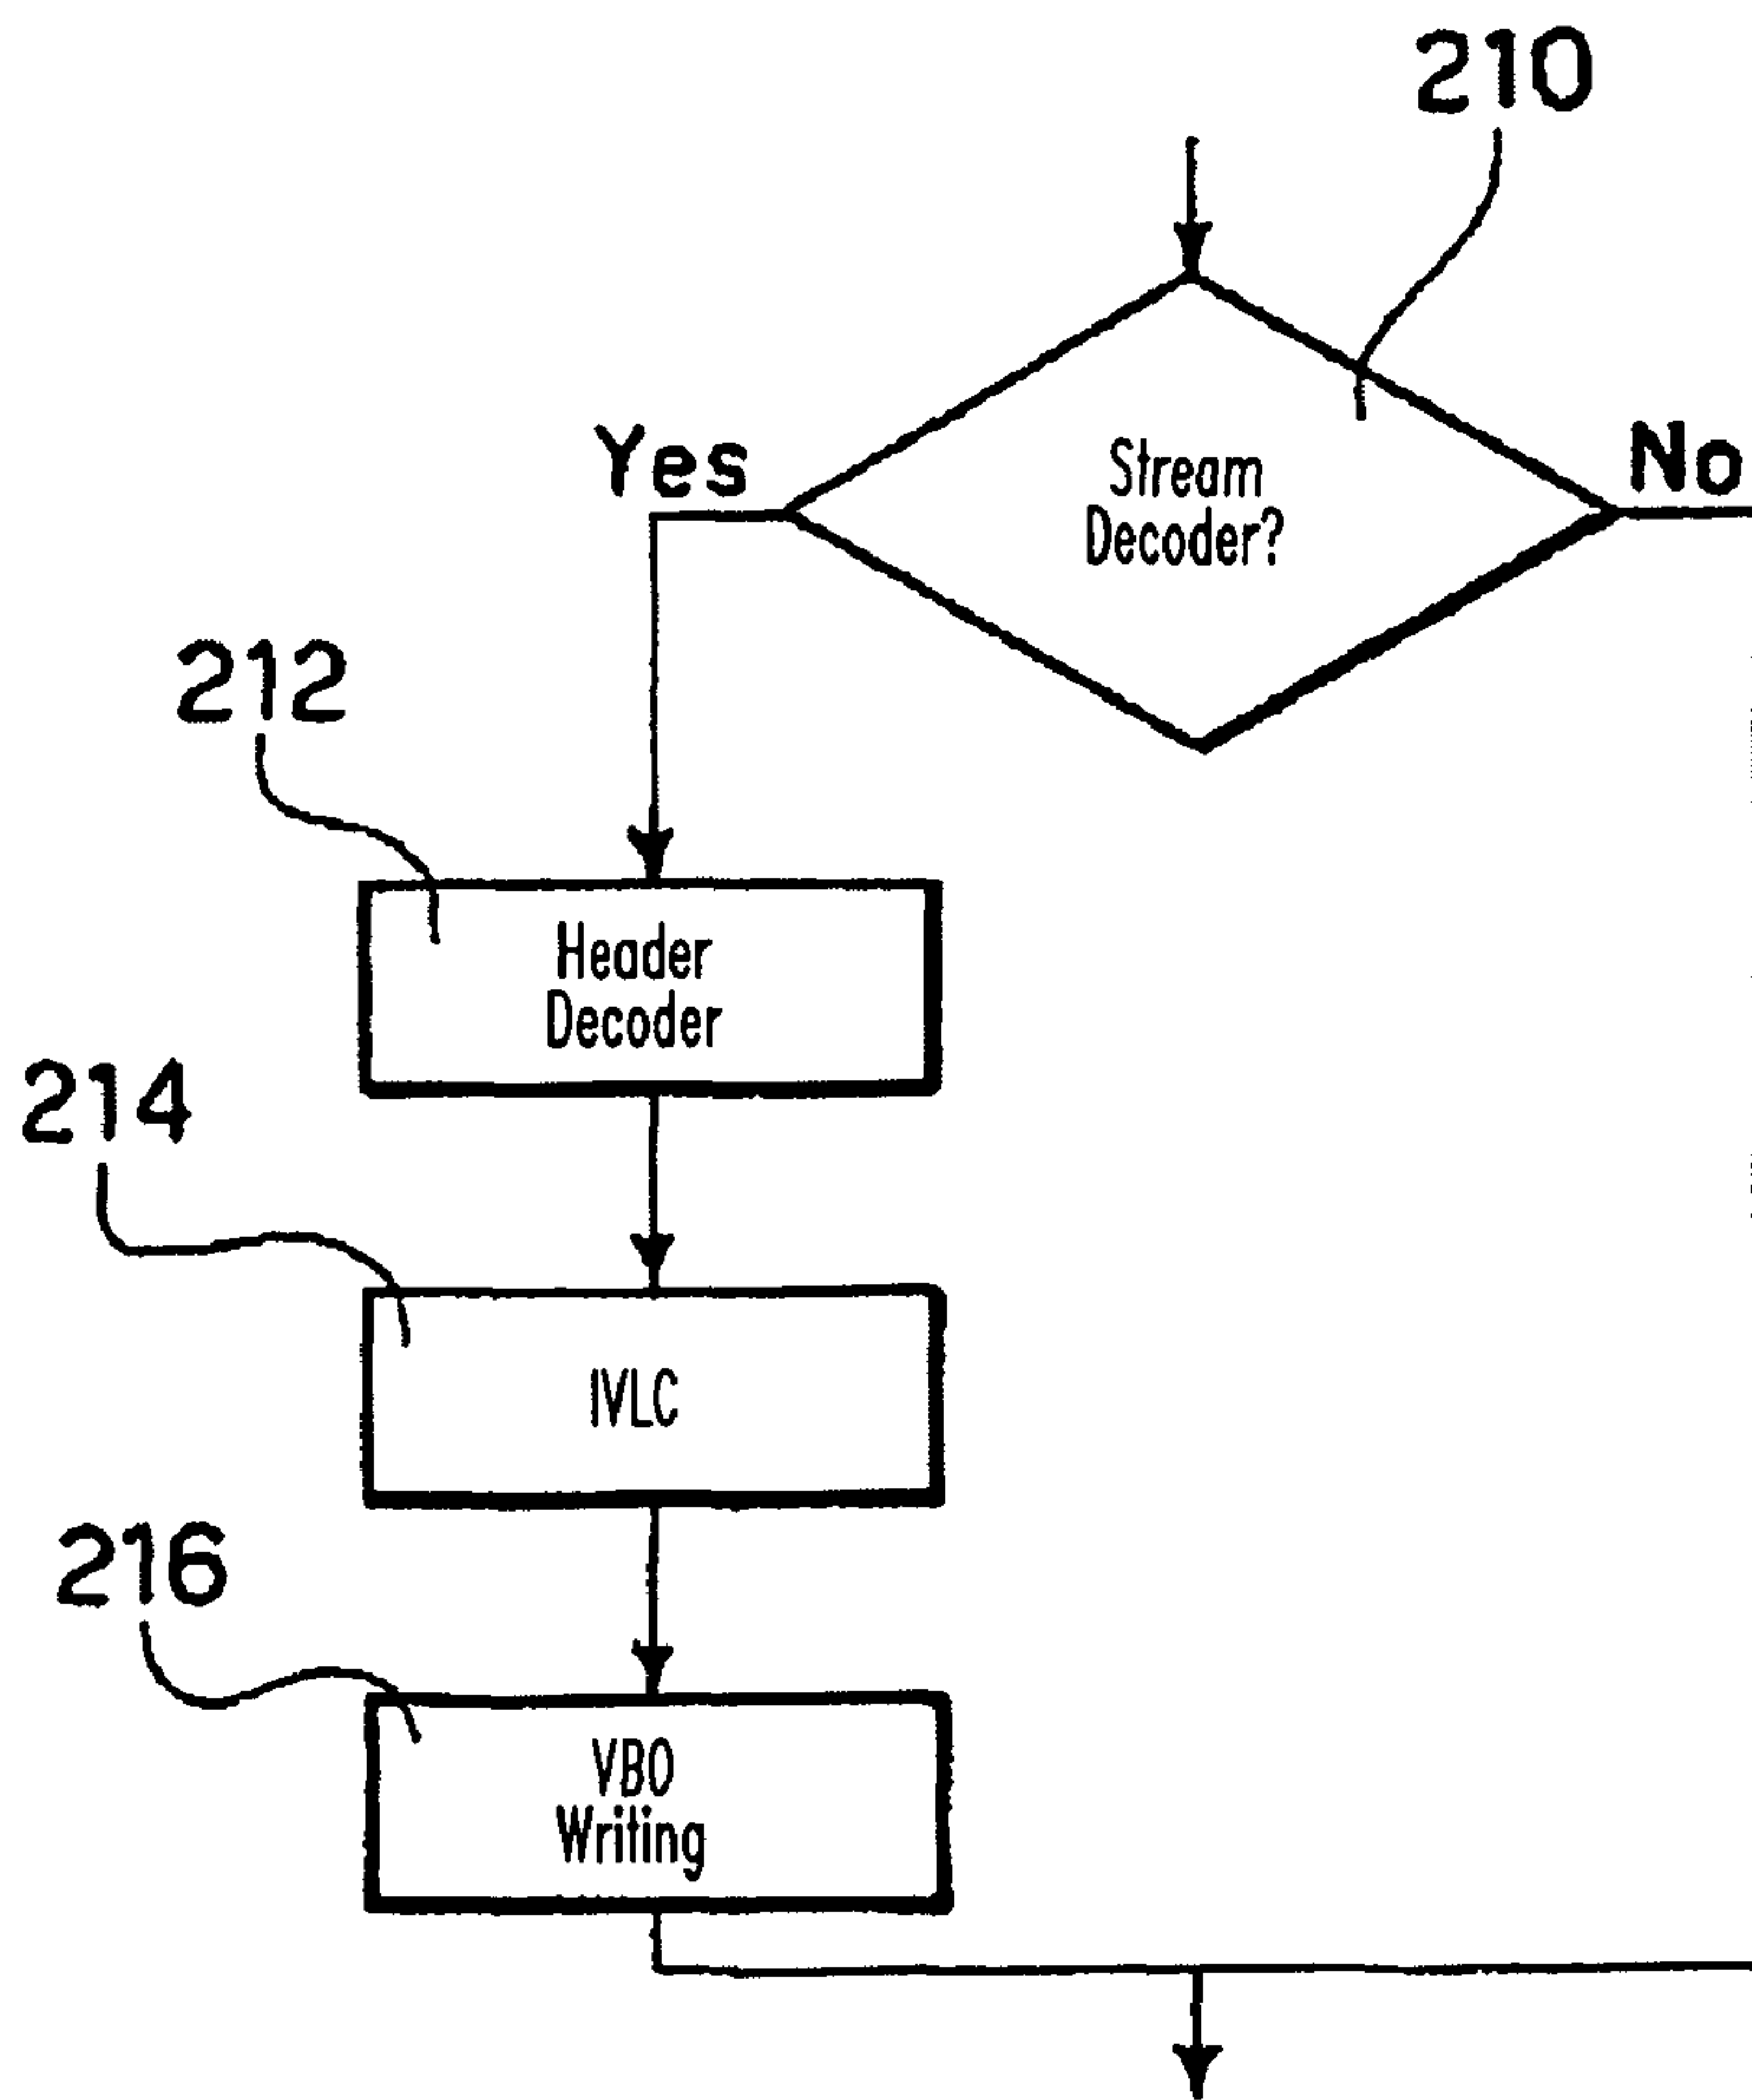 210
Yes
Stream
Decoder?
No
212
Header
Decoder
214
IVLC
216
VBO
Writing